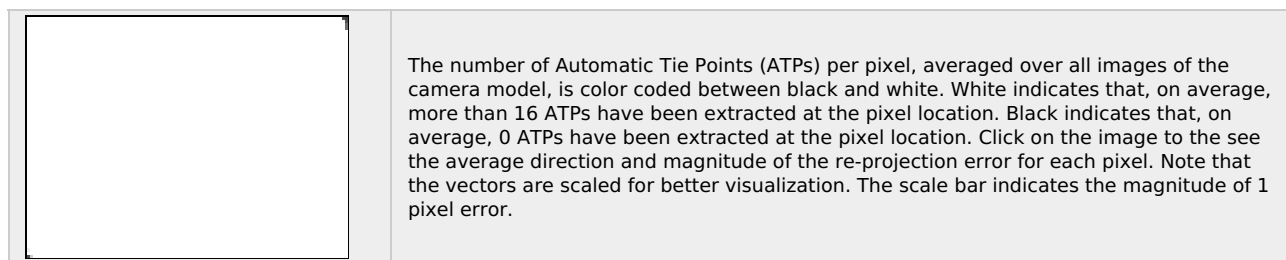 The number of Automatic Tie Points (ATPs) per pixel, averaged over all images of the
camera model, is color coded between black and white. White indicates that, on average,
more than 16 ATPs have been extracted at the pixel location. Black indicates that, on
average, 0 ATPs have been extracted at the pixel location. Click on the image to the see
the average direction and magnitude of the re-projection error for each pixel. Note that
the vectors are scaled for better visualization. The scale bar indicates the magnitude of 1
pixel error.